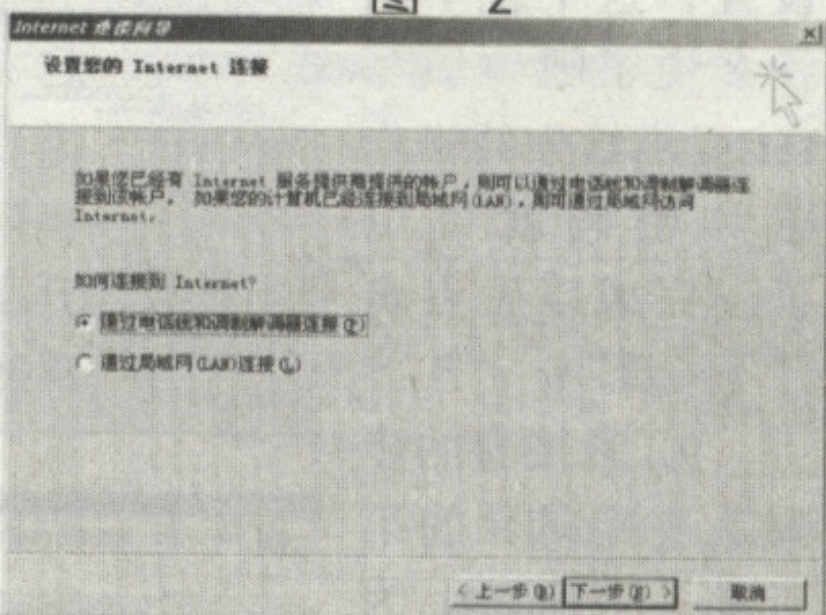 Internet 连接向导
设置您的 Internet 连接
如果您已经有 Internet 服务提供商提供的帐户，则可以通过电话线和调制解调器连
接到该帐户。 如果您的计算机已经连接到局域网(LAN)，则可通过局域网访问
Internet。
如何连接到 Internet?
通过电话线和调制解调器连接(P)
通过局域网(LAN)连接(L)
< 上一步(B) 下一步(N) > 取消